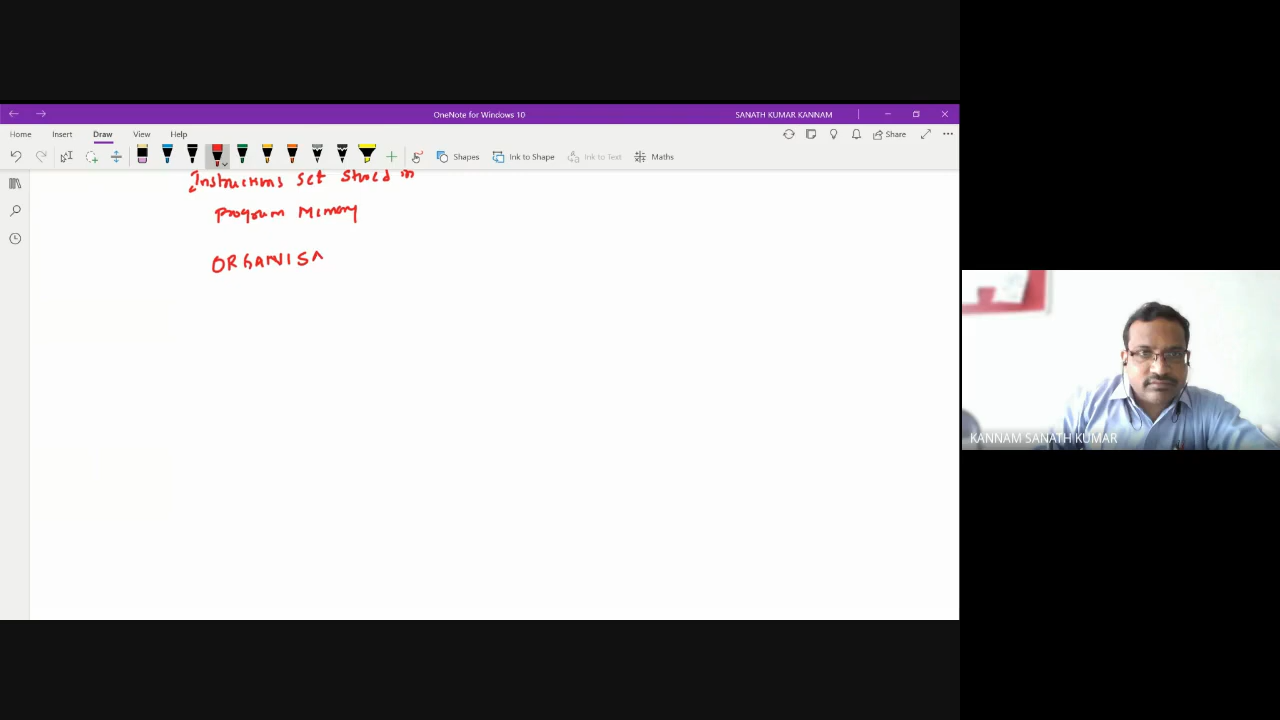 OneNote for Windows 10
SANATH KUMAR KANNAM
Home Insert Draw View Help
Share
Shapes
Ink to Shape
Ink to Text
Maths
Instructions set stored in
Program Memory
ORGANISA
KANNAM SANATH KUMAR